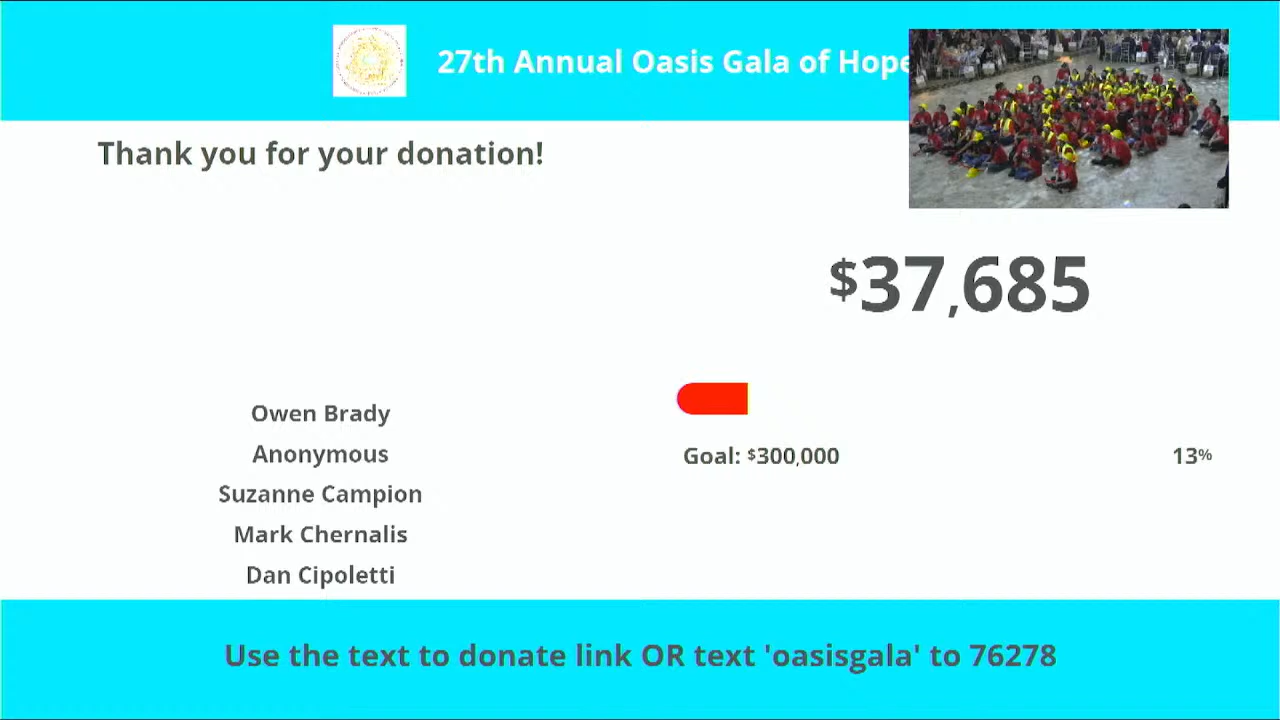 27th Annual Oasis Gala of Hope
Thank you for your donation!
$37,685
Owen Brady
Anonymous
Suzanne Campion
Mark Chernalis
Dan Cipoletti
Goal: $300,000
13%
Use the text to donate link OR text 'oasisgala' to 76278